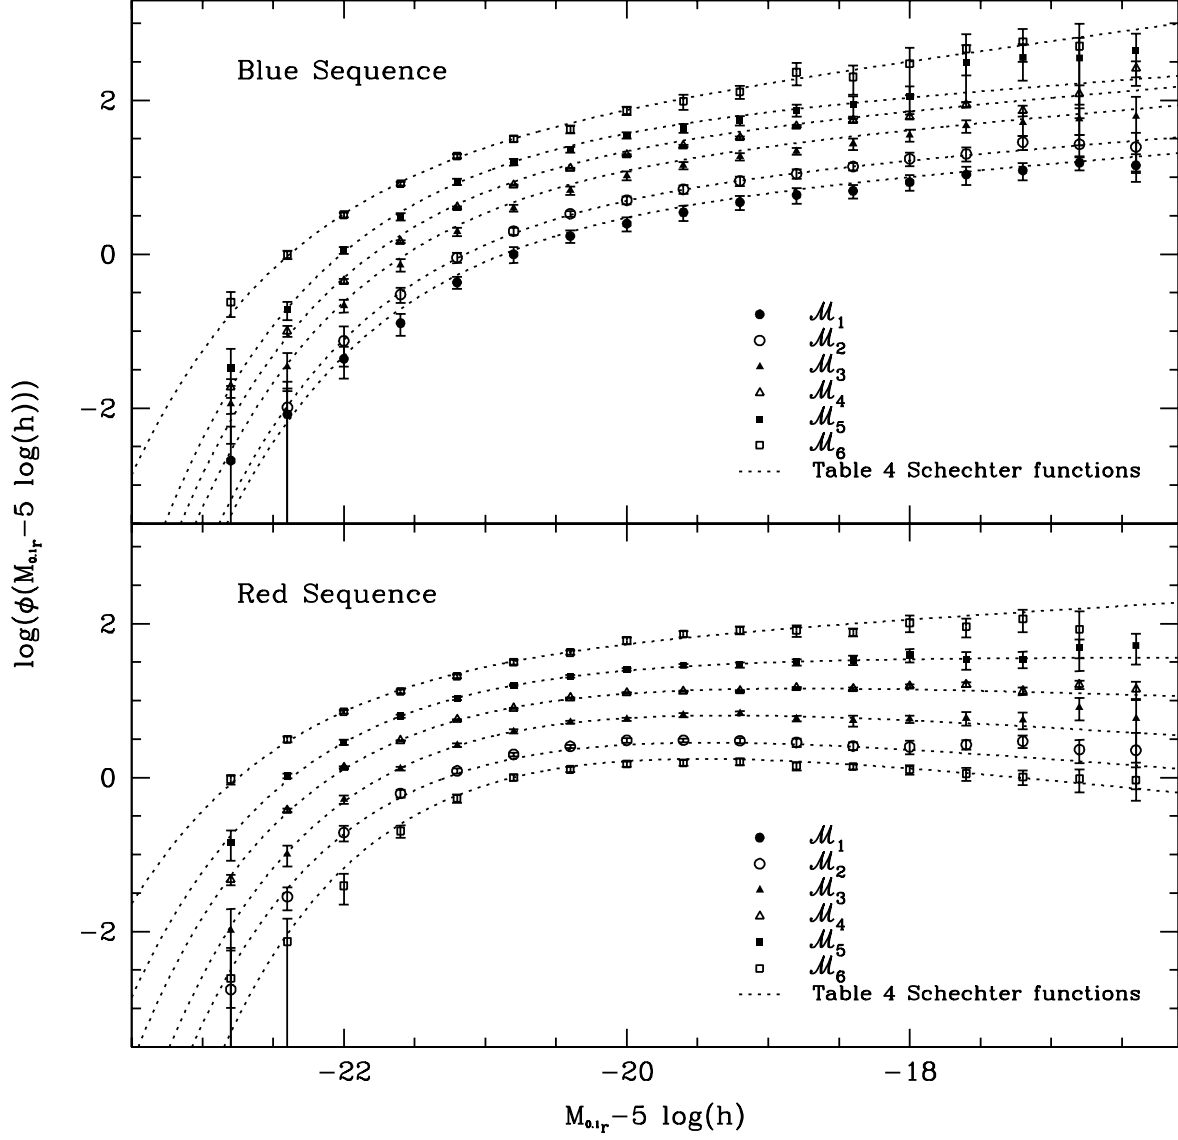 Blue Sequence
2
0
−2
ℳ1
ℳ2
ℳ3
ℳ4
ℳ5
ℳ6
Table 4 Schechter functions
log(ϕ(M0.1r−5 log(h)))
Red Sequence
2
0
−2
ℳ1
ℳ2
ℳ3
ℳ4
ℳ5
ℳ6
Table 4 Schechter functions
−22
−20
−18
M0.1r−5 log(h)